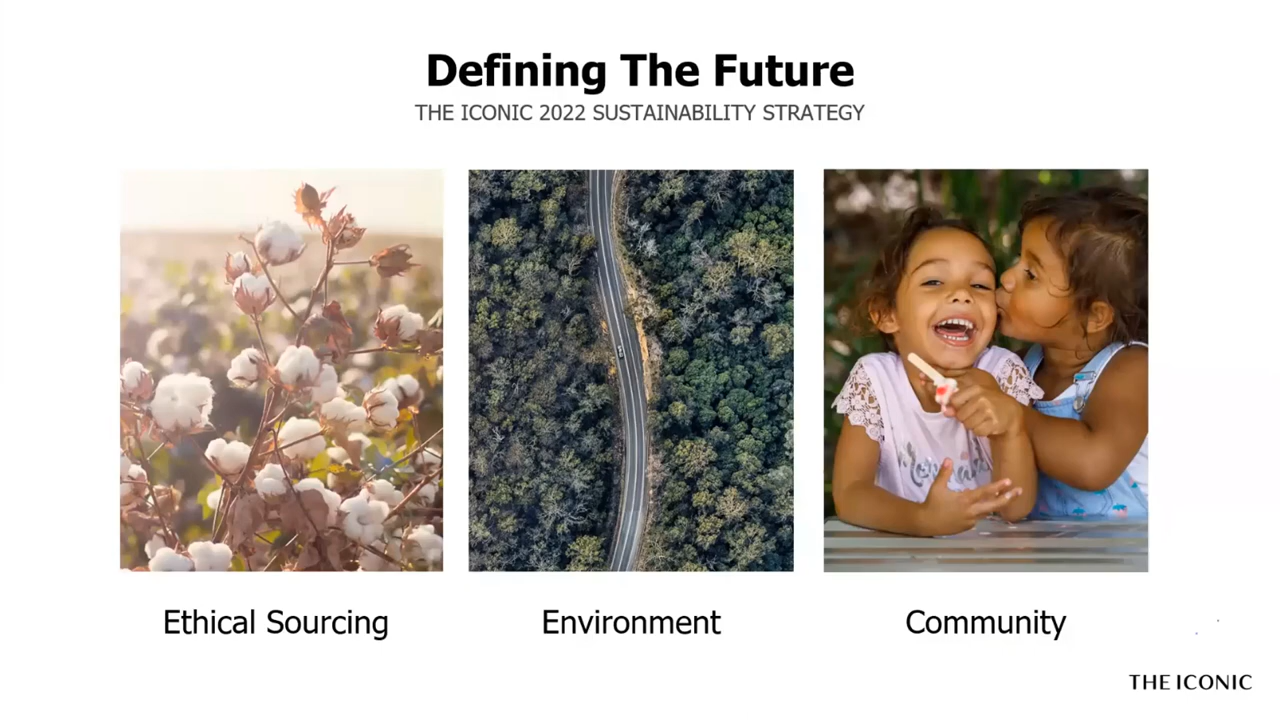 Defining The Future
THE ICONIC 2022 SUSTAINABILITY STRATEGY
Ethical Sourcing
Environment
Community
THE ICONIC